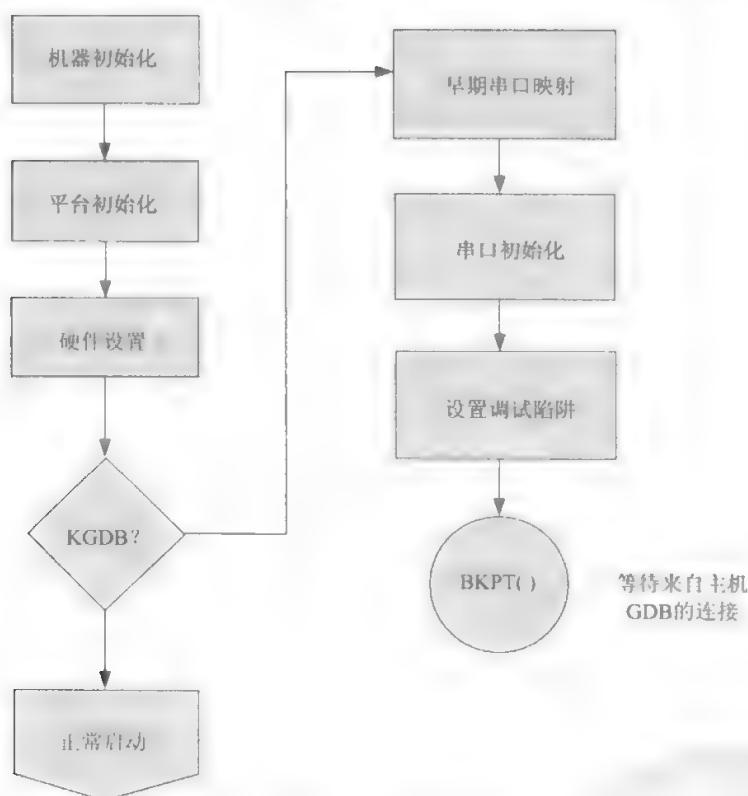 机器初始化
平台初始化
硬件设置
KGDB?
正常启动
早期串口映射
串口初始化
设置调试陷阱
BKPT( )
等待来自主机
GDB的连接